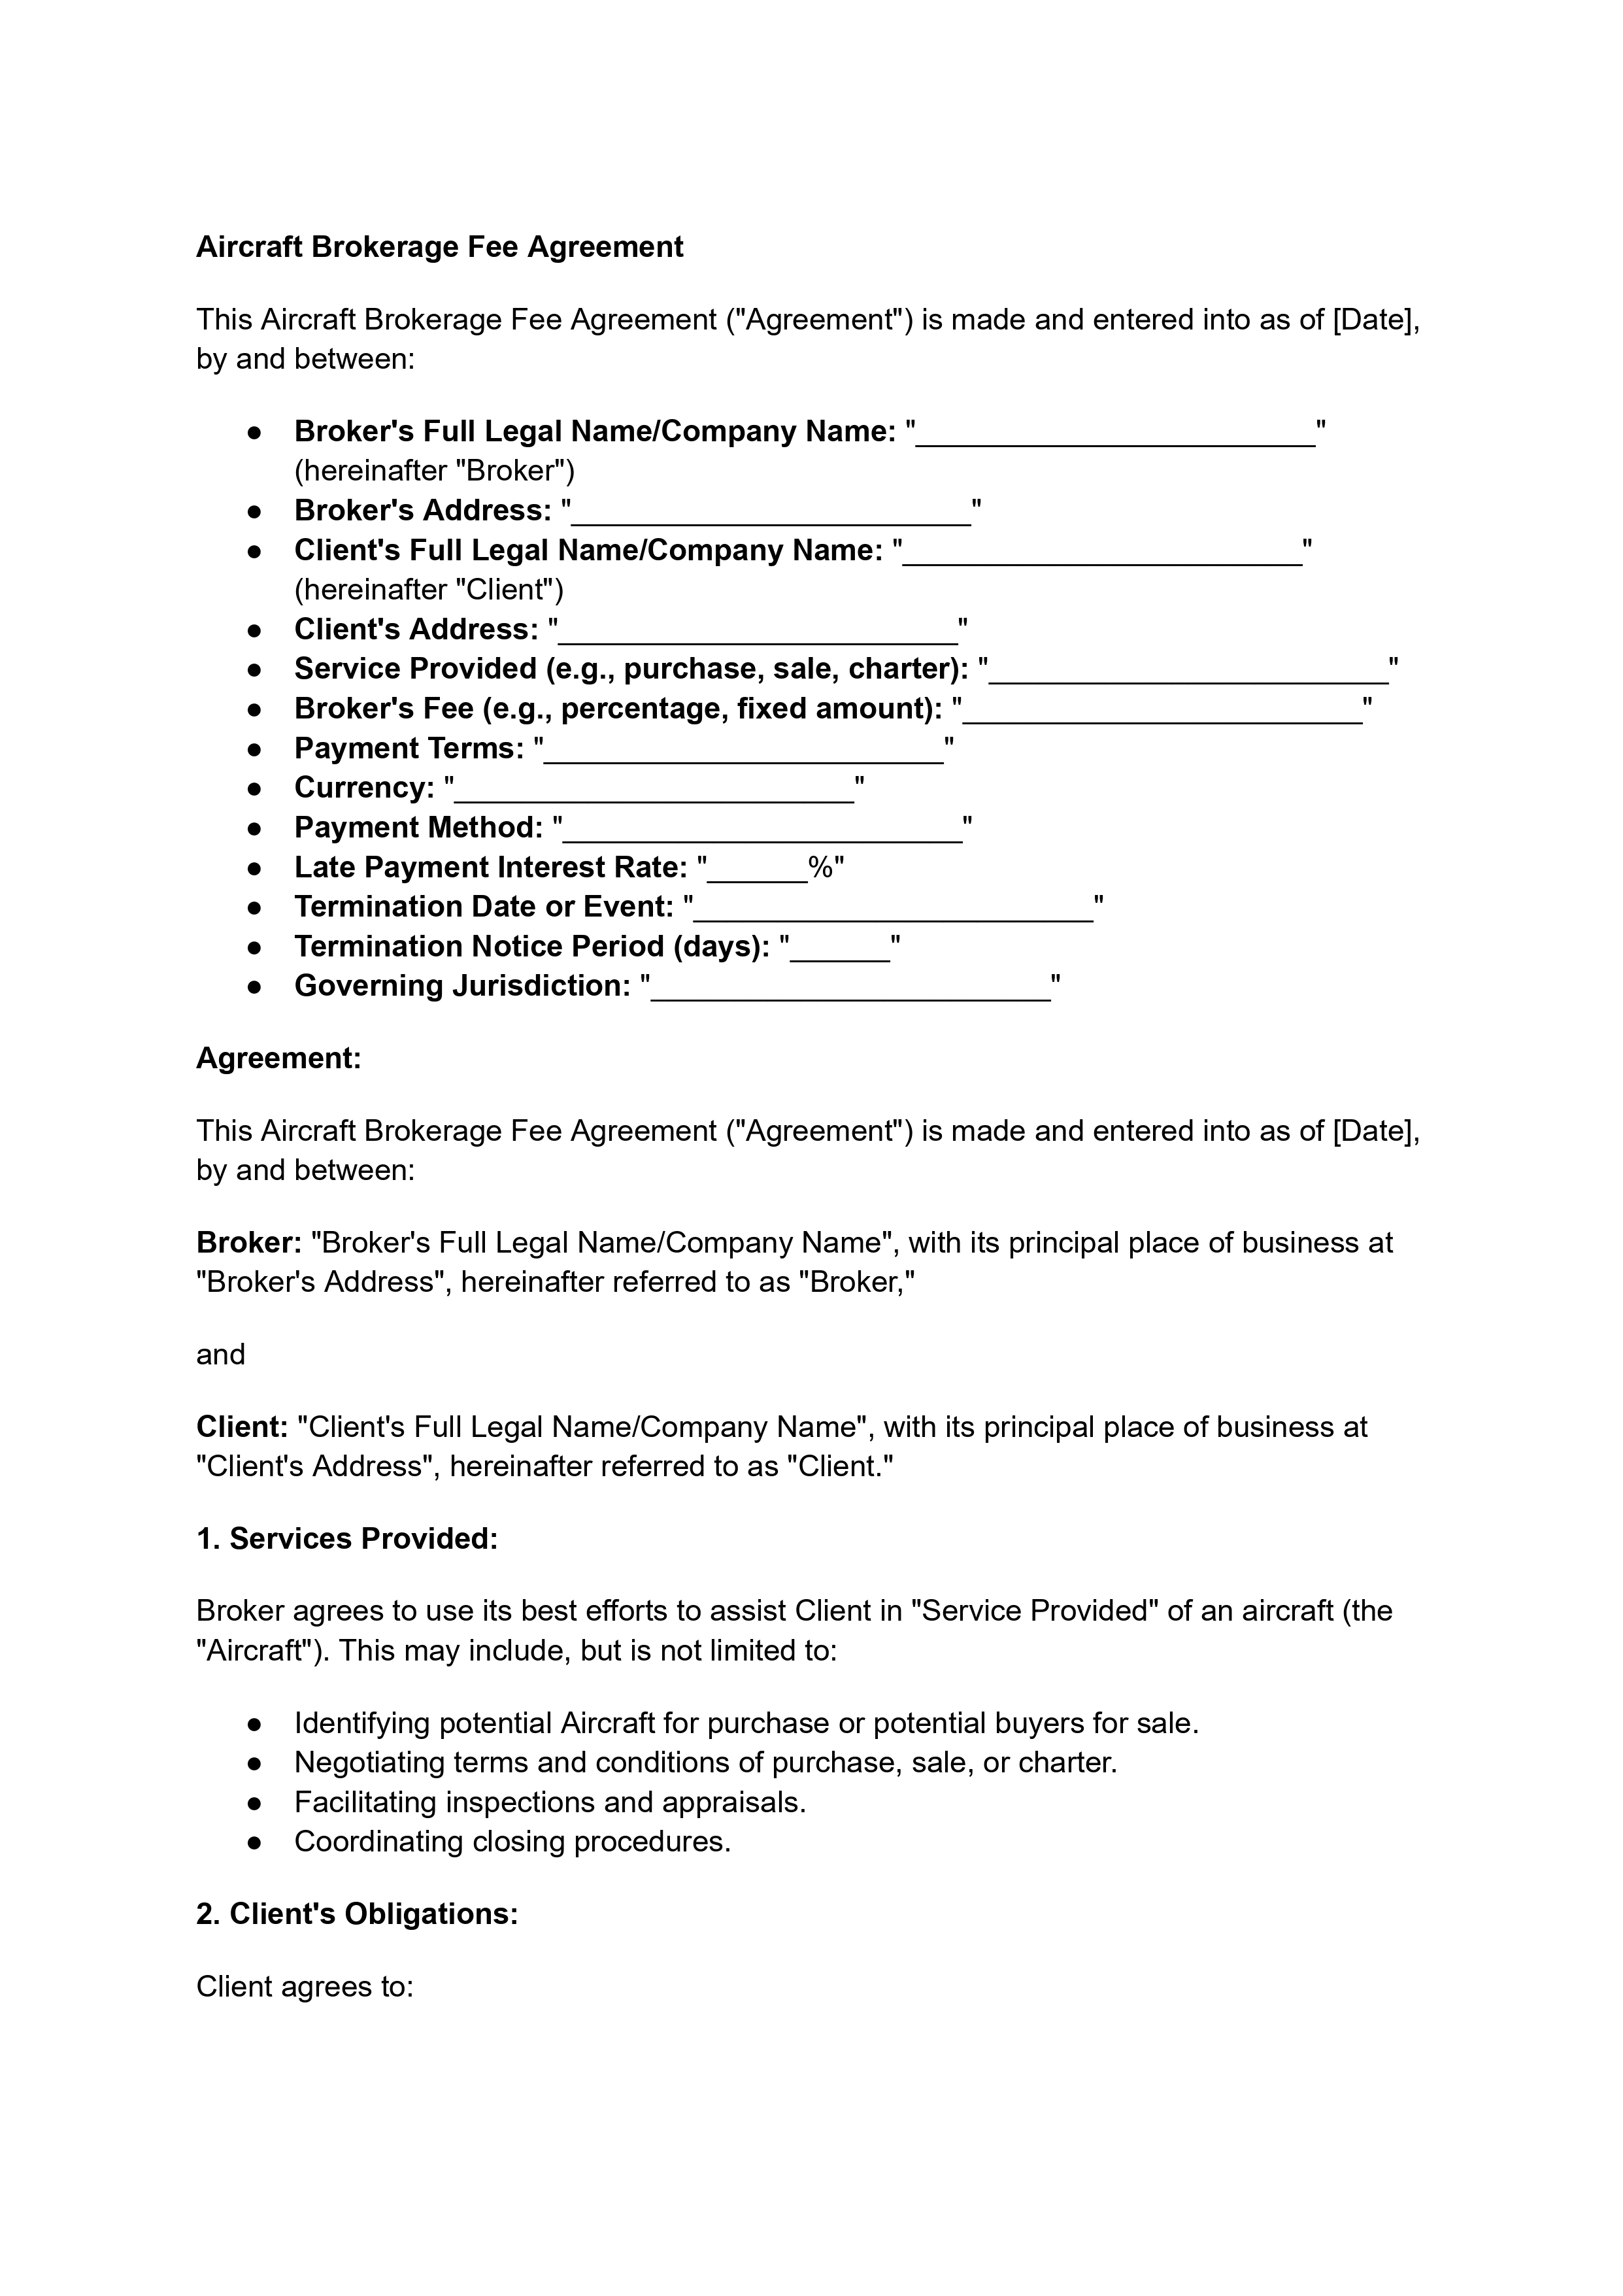 Aircraft Brokerage Fee Agreement
This Aircraft Brokerage Fee Agreement ("Agreement") is made and entered into as of [Date],
by and between:
● Broker's Full Legal Name/Company Name: "________________________"
(hereinafter "Broker")
● Broker's Address: "________________________"
● Client's Full Legal Name/Company Name: "________________________"
(hereinafter "Client")
● Client's Address: "________________________"
● Service Provided (e.g., purchase, sale, charter): "________________________"
● Broker's Fee (e.g., percentage, fixed amount): "________________________"
● Payment Terms: "________________________"
● Currency: "________________________"
● Payment Method: "________________________"
● Late Payment Interest Rate: "______%"
● Termination Date or Event: "________________________"
● Termination Notice Period (days): "______"
● Governing Jurisdiction: "________________________"
Agreement:
This Aircraft Brokerage Fee Agreement ("Agreement") is made and entered into as of [Date],
by and between:
Broker: "Broker's Full Legal Name/Company Name", with its principal place of business at
"Broker's Address", hereinafter referred to as "Broker,"
and
Client: "Client's Full Legal Name/Company Name", with its principal place of business at
"Client's Address", hereinafter referred to as "Client."
1. Services Provided:
Broker agrees to use its best efforts to assist Client in "Service Provided" of an aircraft (the
"Aircraft"). This may include, but is not limited to:
● Identifying potential Aircraft for purchase or potential buyers for sale.
● Negotiating terms and conditions of purchase, sale, or charter.
● Facilitating inspections and appraisals.
● Coordinating closing procedures.
2. Client's Obligations:
Client agrees to: